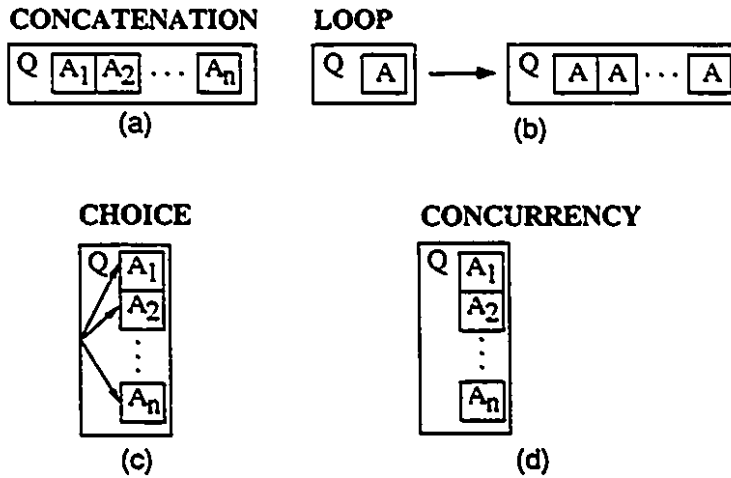 CONCATENATION
Q A1 A2 ... An
(a)
LOOP
Q A
Q A A ... A
(b)
CHOICE
Q A1
A2
An
(c)
CONCURRENCY
Q A1
A2
An
(d)